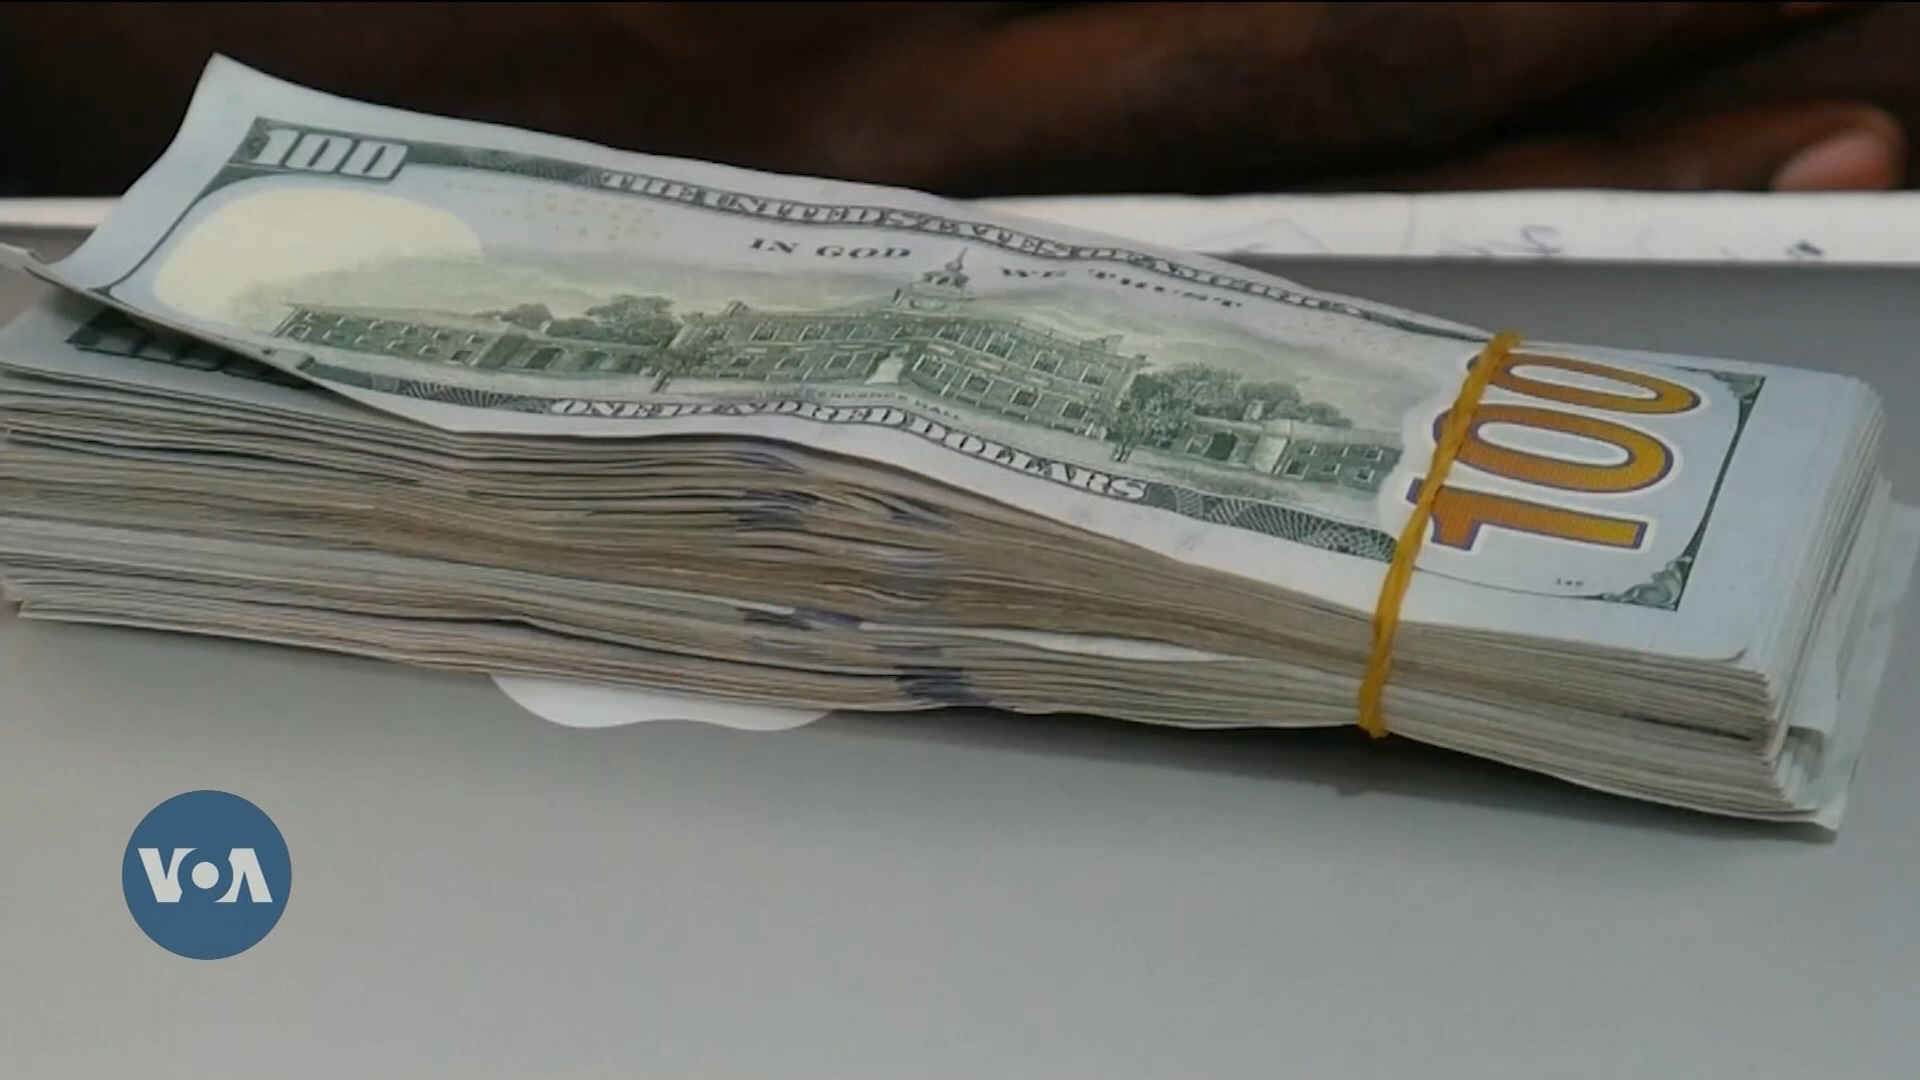 100
THE UNITED STATES OF AMERICA
IN GOD WE TRUST
ONE HUNDRED DOLLARS
100
VOA